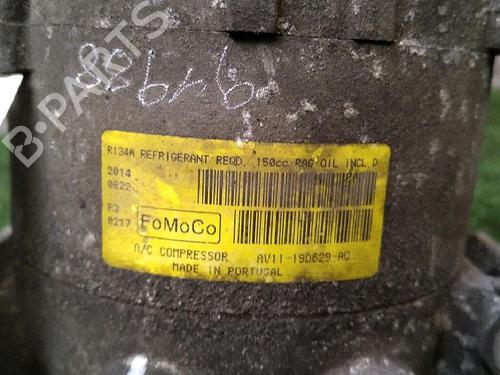 R134A REFRIGERANT REQD. 150cc PAG OIL INCL D
2014
0622
P3
0217
FoMoCo
A/C COMPRESSOR AV11-19D629-AC
MADE IN PORTUGAL
B-PARTS